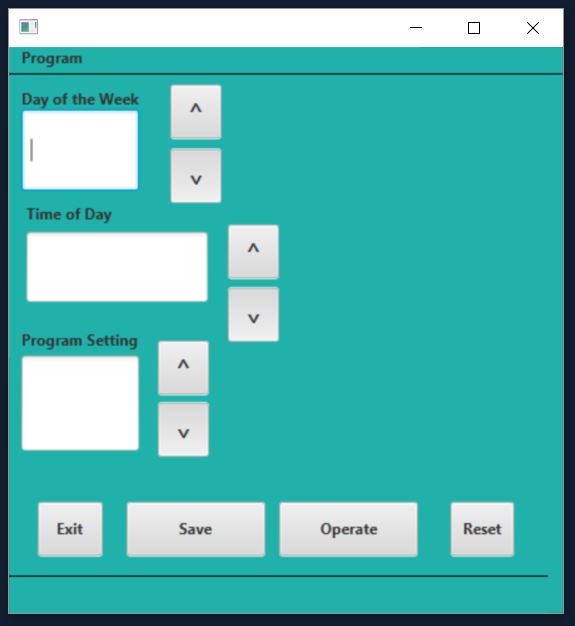 Program
Day of the Week
^
v
Time of Day
^
v
Program Setting
^
v
Exit Save Operate Reset